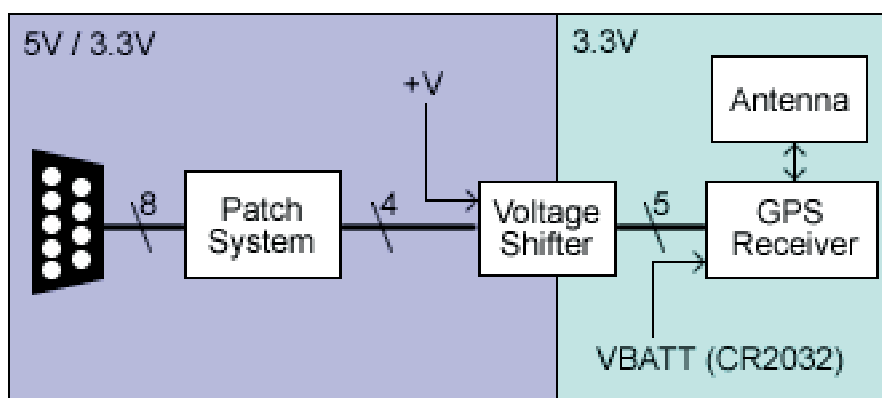 5V / 3.3V
3.3V
+V
Antenna
8
Patch
System
4
Voltage
Shifter
5
GPS
Receiver
VBATT (CR2032)